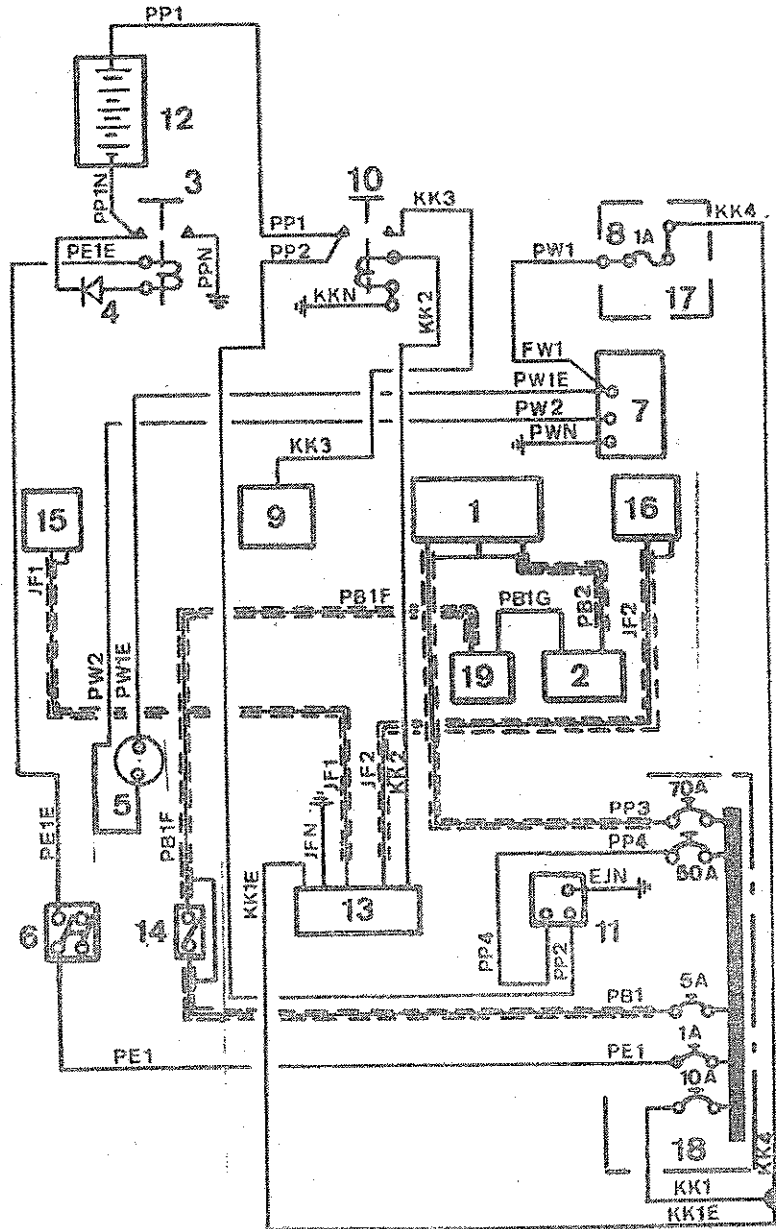 PP1
12
PP1N
3
10
KK3
KK4
PE1E
PPN
PP1
PP2
8
1A
PW1
17
4
KKN
KK2
FW1
PW1E
PW2
7
PWN
KK3
15
9
1
16
JF1
PB1F
PB1G
PB2
JF2
19
2
PW2
PW1E
5
PB1F
JFN
JF1
JF2
KK2
PP3
70A
PP4
50A
PE1E
KK1E
EJN
6
14
13
11
PP4
PP2
PB1
5A
PE1
PE1
1A
10A
18
KK4
KK1
KK1E